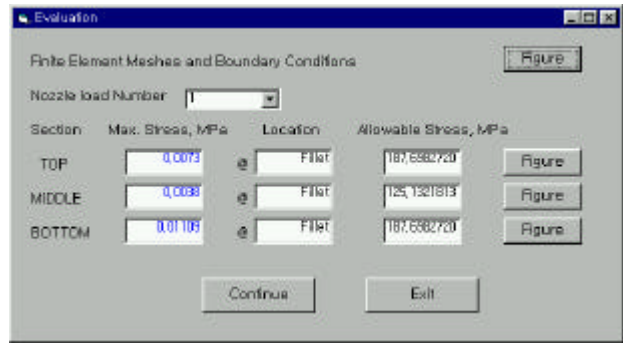 Evaluation
Finite Element Meshes and Boundary Conditions
Figure
Nozzle load Number 1
Section Max. Stress, MPa Location Allowable Stress, MPa
TOP 0,0073 @ Fillet 187,6982720 Figure
MIDDLE 0,0038 @ Fillet 125,1321813 Figure
BOTTOM 0,01109 @ Fillet 187,6982720 Figure
Continue Exit